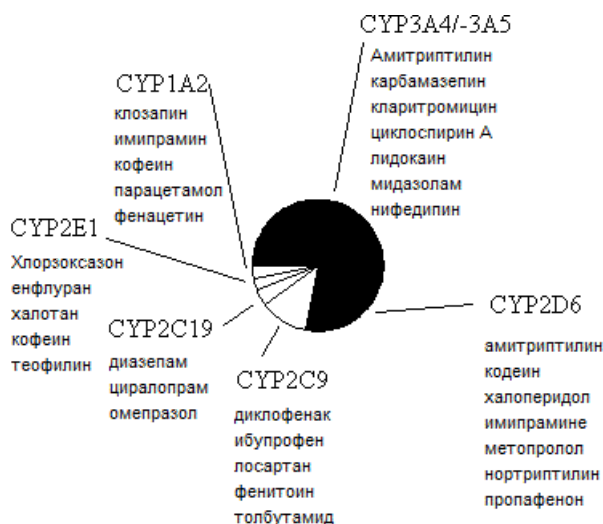 CYP3A4/-3A5
Амитриптилин
карбамазепин
кларитромицин
циклоспирин А
лидокаин
мидазолам
нифедипин
CYP1A2
клозапин
имипрамин
кофеин
парацетамол
фенацетин
CYP2E1
Хлорзоксазон
енфлуран
халотан
кофеин
теофилин
CYP2C19
диазепам
циралопрам
омепразол
CYP2C9
диклофенак
ибупрофен
лосартан
фенитоин
толбутамид
CYP2D6
амитриптилин
кодеин
халоперидол
имипрамине
метопролол
нортриптилин
пропафенон